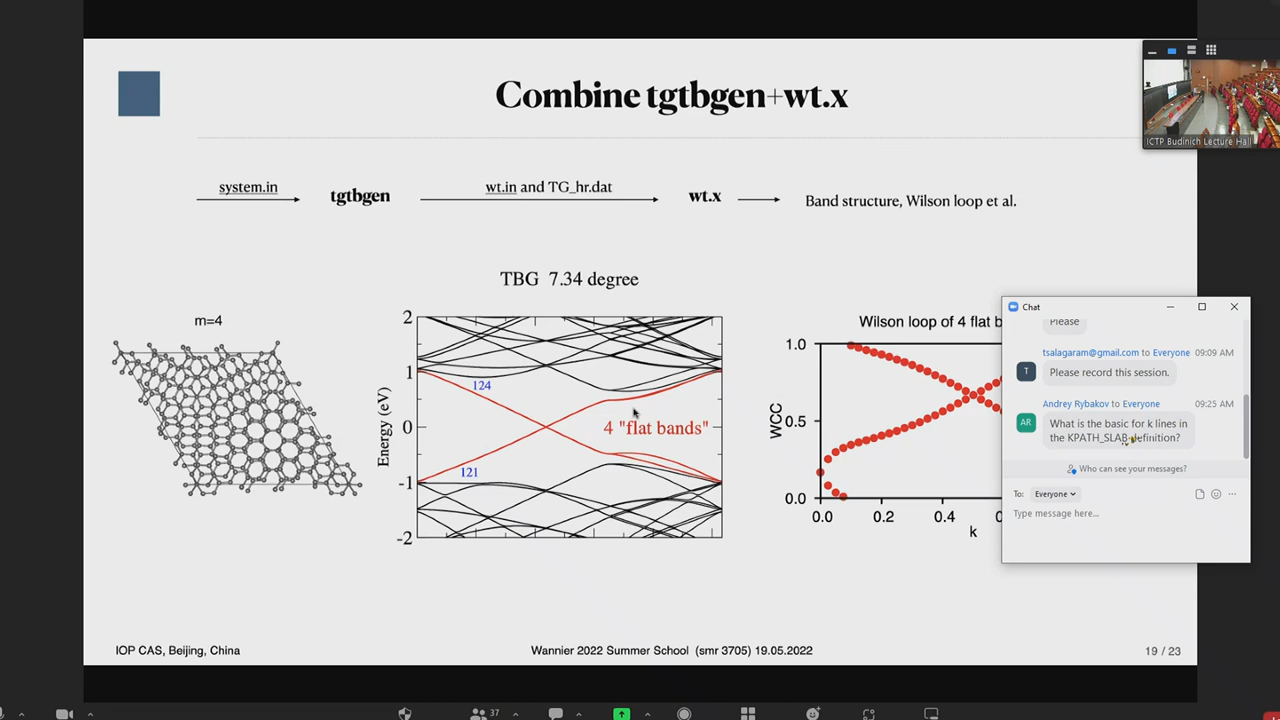 Combine tgtbgen+wt.x
system.in
tgtbgen
wt.in and TG_hr.dat
wt.x
Band structure, Wilson loop et al.
TBG 7.34 degree
m=4
2
1
0
-1
-2
Energy (eV)
124
121
4 "flat bands"
Wilson loop of 4 flat b
1.0
0.5
0.0
WCC
0.0
0.2
0.4
k
IOP CAS, Beijing, China
Wannier 2022 Summer School (smr 3705) 19.05.2022
19 / 23
ICTP Budinich Lecture Hall
Chat
Please
tsalagaram@gmail.com to Everyone 09:09 AM
T
Please record this session.
Andrey Rybakov to Everyone 09:25 AM
AR
What is the basic for k lines in
the KPATH_SLAB definition?
Who can see your messages?
To: Everyone
Type message here...
37